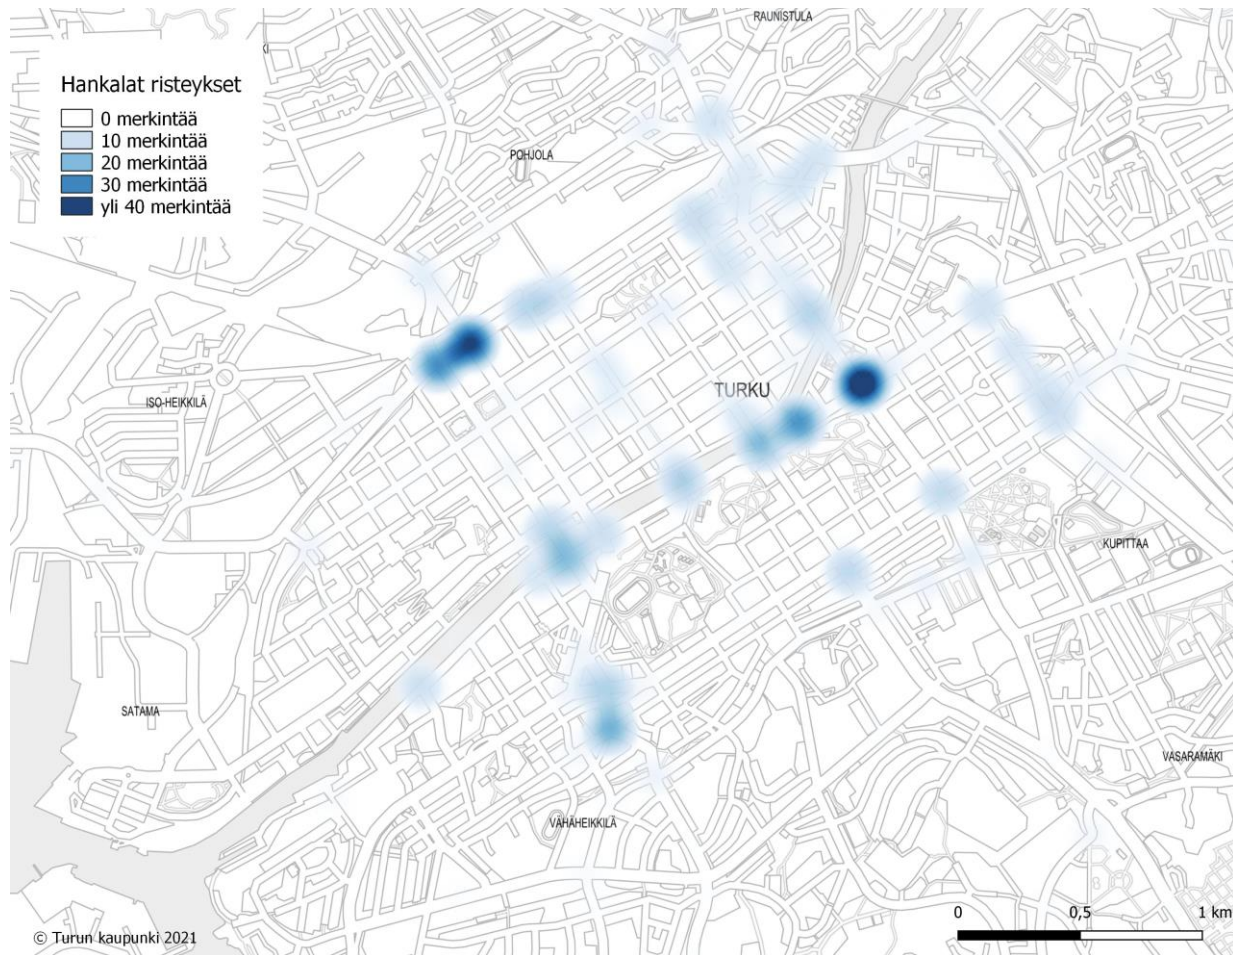 RAUNISTULA
KI
Hankalat risteykset
0 merkintää
10 merkintää
20 merkintää
30 merkintää
yli 40 merkintää
POHJOLA
TURKU
ISO-HEIKKILÄ
KUPITTAA
SATAMA
VASARAMÄKI
VÄHÄHEIKKILÄ
0 0,5 1 km
© Turun kaupunki 2021